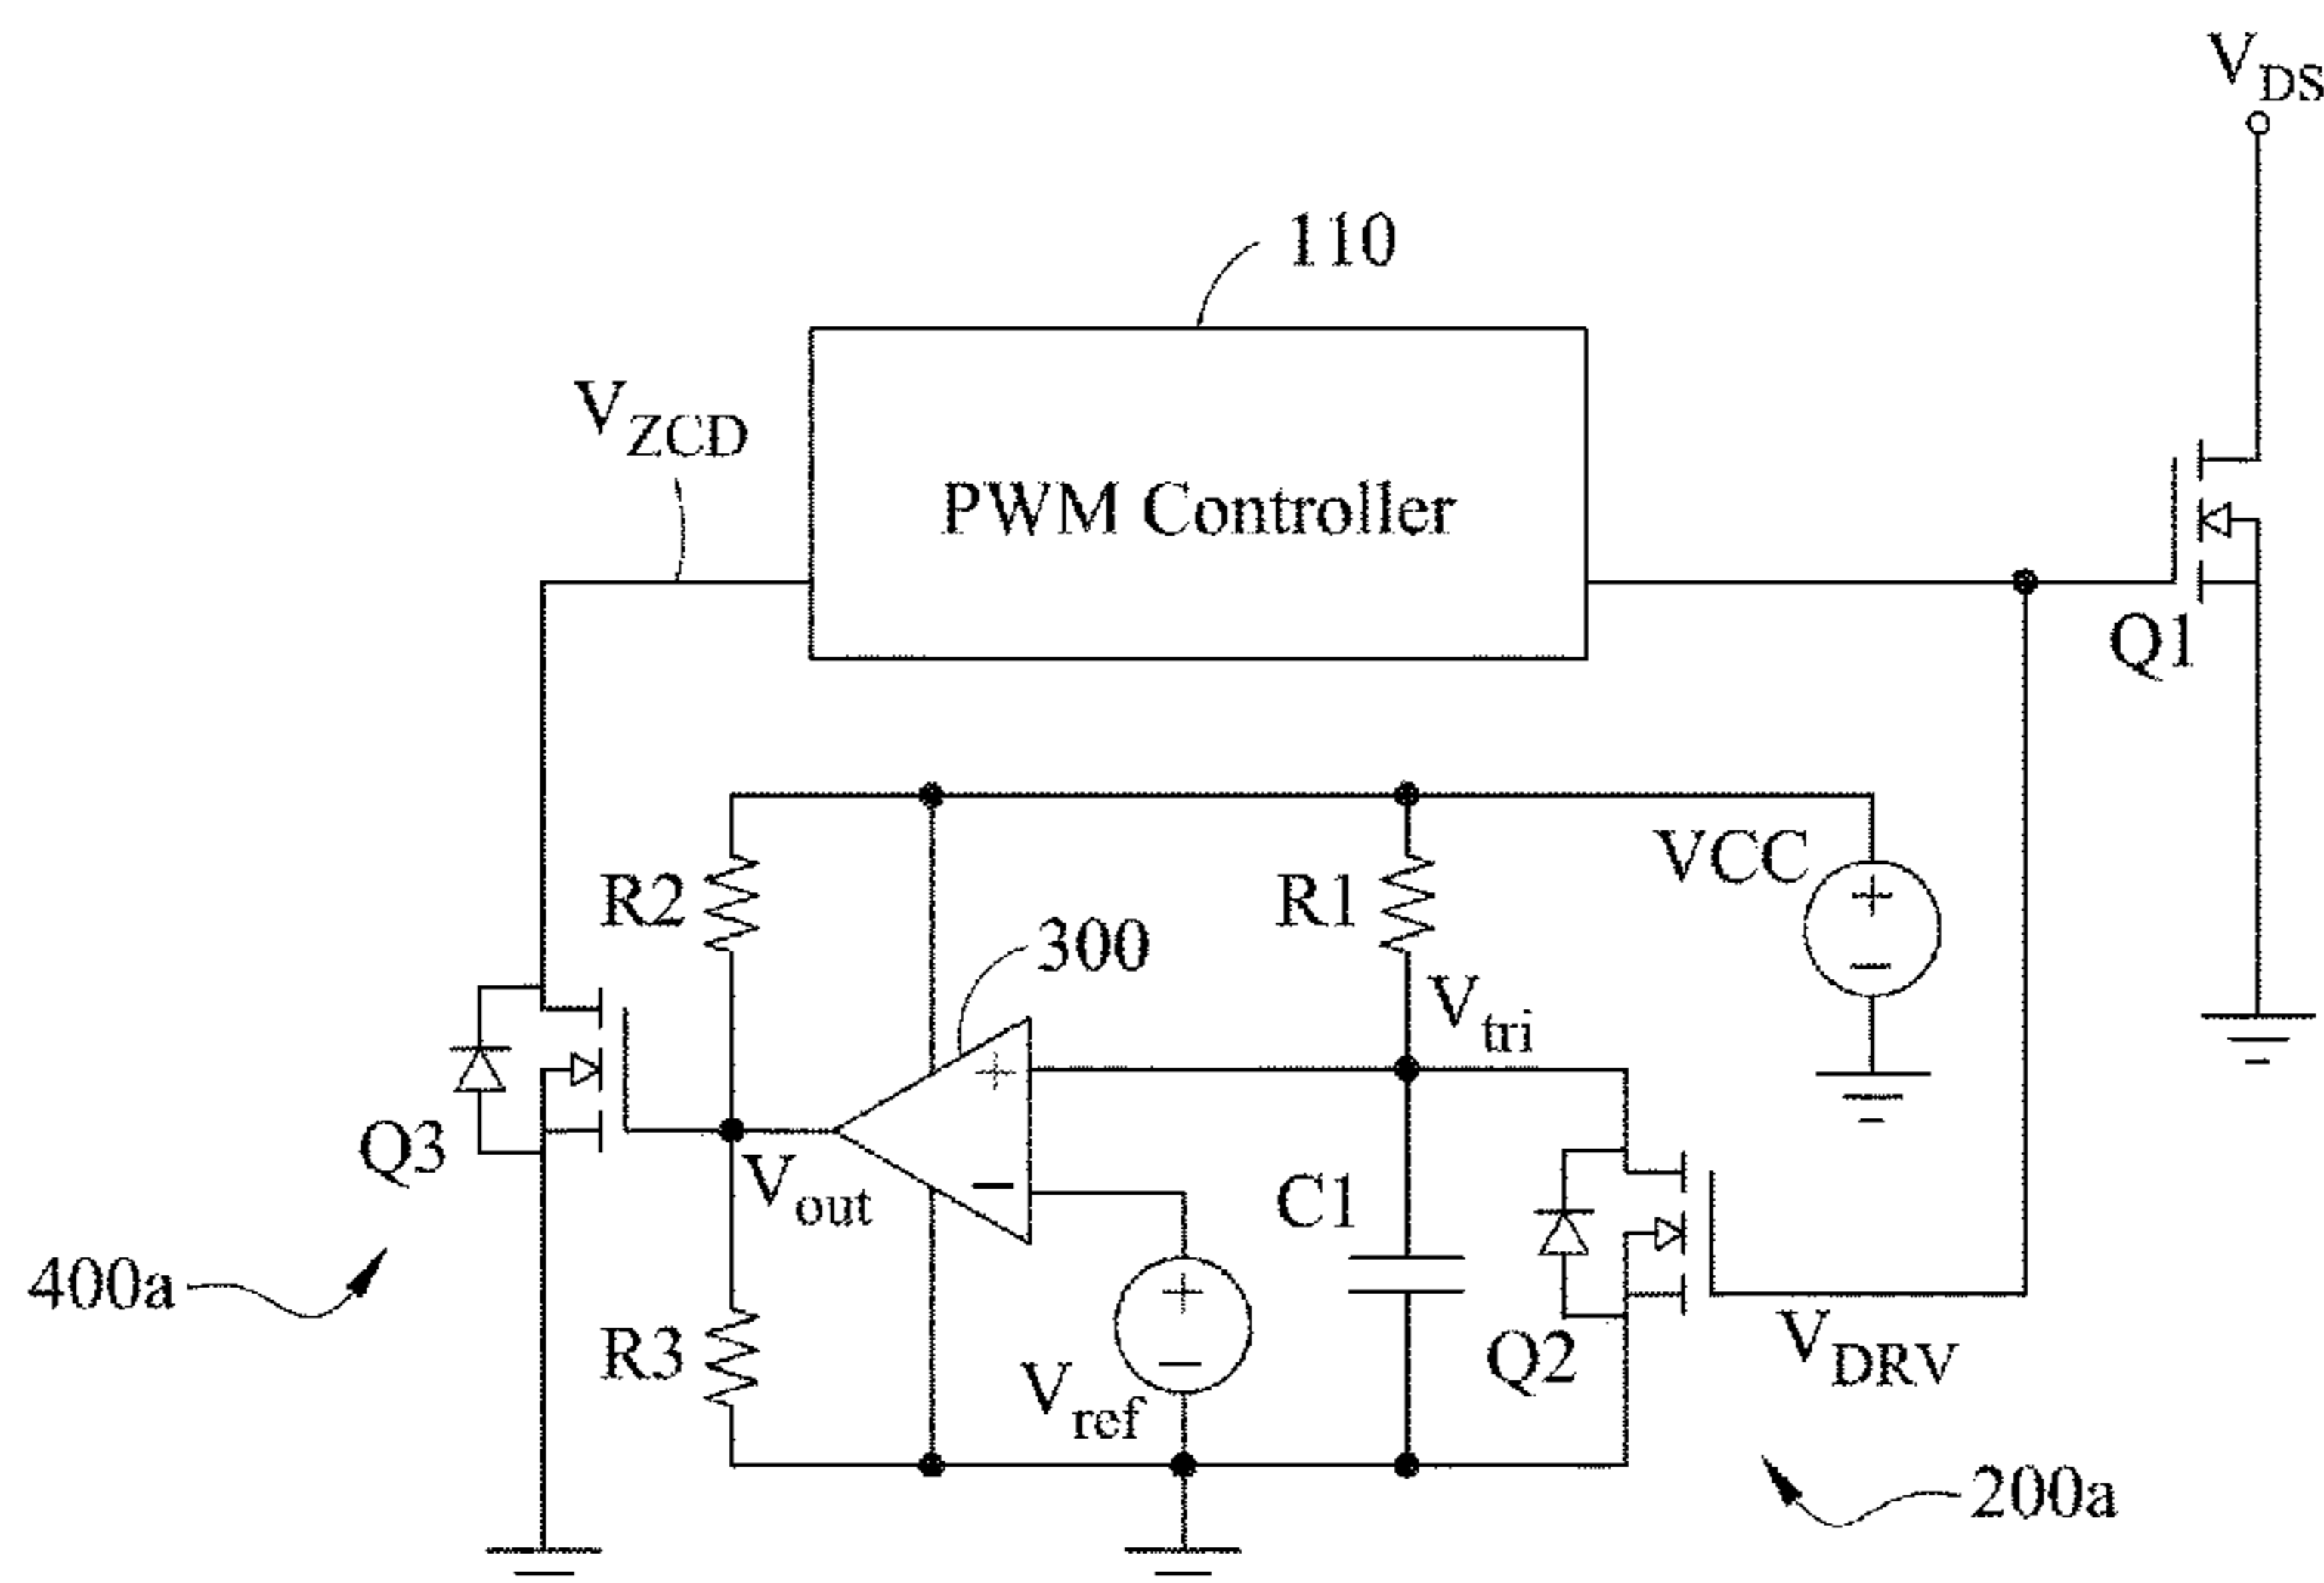 V_DS
110
V_ZCD
PWM Controller
Q1
VCC
R2
R1
300
V_tri
Q3
V_out
C1
400a
R3
V_ref
Q2
V_DRV
200a